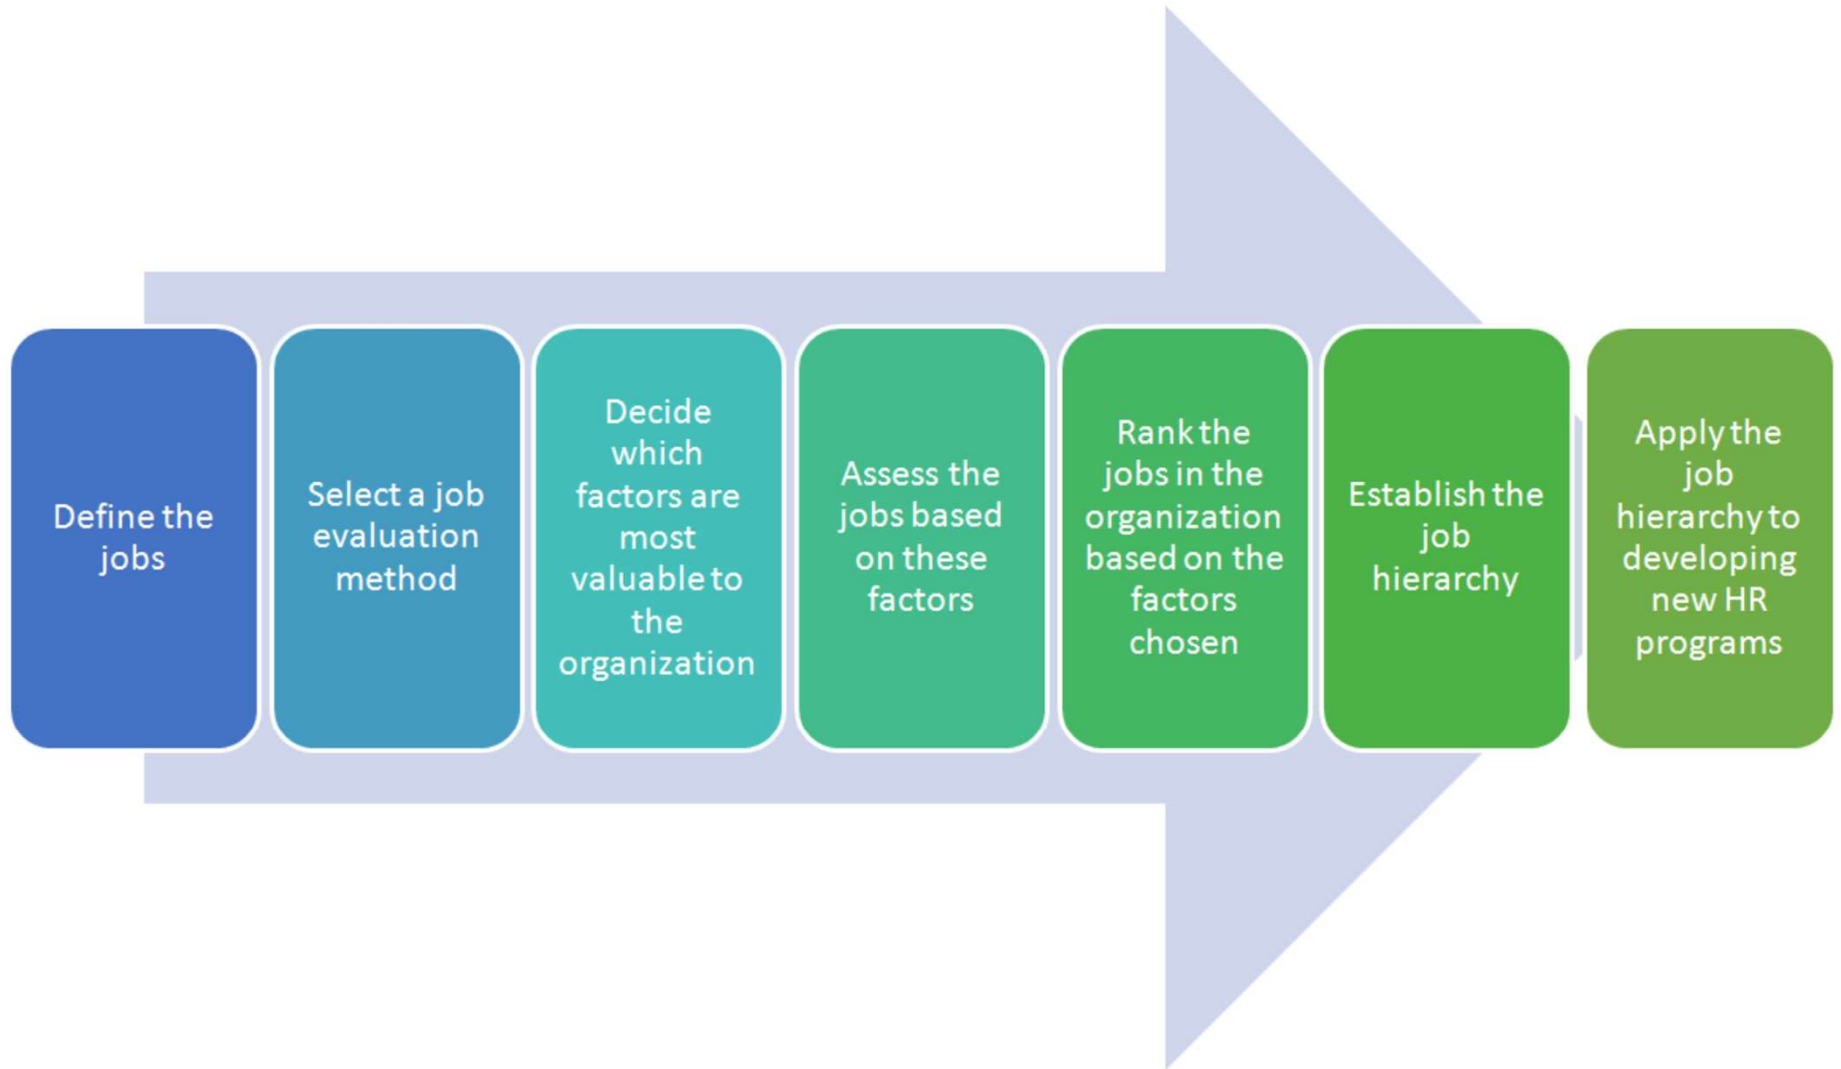 Define the
jobs
Select a job
evaluation
method
Decide
which
factors are
most
valuable to
the
organization
Assess the
jobs based
on these
factors
Rank the
jobs in the
organization
based on the
factors
chosen
Establish the
job
hierarchy
Apply the
job
hierarchy to
developing
new HR
programs